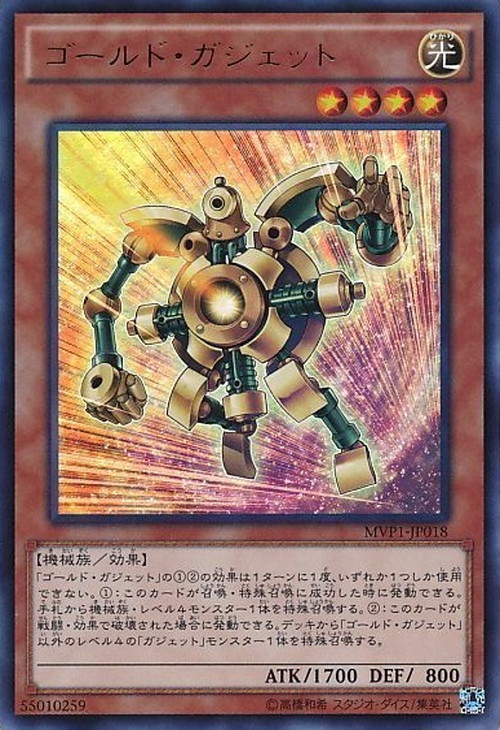 ゴールド・ガジェット
光
MVP1-JP018
【機械族／効果】
「ゴールド・ガジェット」の①②の効果は１ターンに１度、いずれか１つしか使用
できない。①：このカードが召喚・特殊召喚に成功した時に発動できる。
手札から機械族・レベル４モンスター１体を特殊召喚する。②：このカードが
戦闘・効果で破壊された場合に発動できる。デッキから「ゴールド・ガジェット」
以外のレベル４の「ガジェット」モンスター１体を特殊召喚する。
ATK/1700 DEF/ 800
55010259
©高橋和希 スタジオ・ダイス/集英社